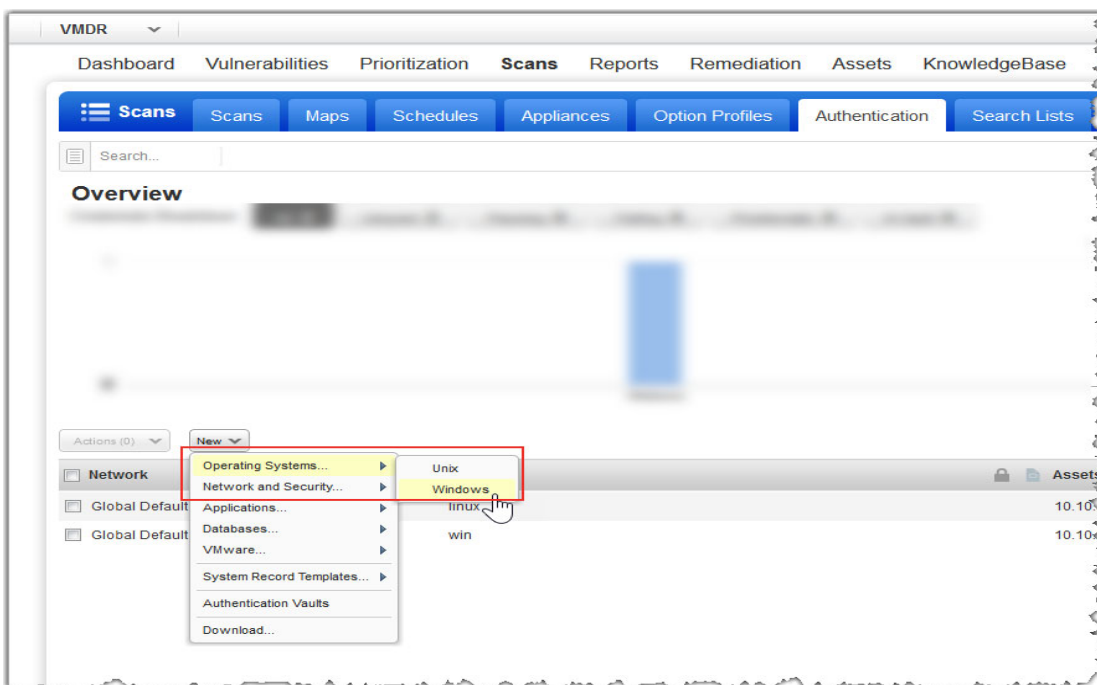 VMDR
Dashboard Vulnerabilities Prioritization Scans Reports Remediation Assets KnowledgeBase
Scans Scans Maps Schedules Appliances Option Profiles Authentication Search Lists
Search...
Overview
Actions (0) New
Network Assets
Operating Systems... Unix
Network and Security... Windows
Global Default linux 10.10.
Applications...
Databases...
Global Default win 10.10
VMware...
System Record Templates...
Authentication Vaults
Download...